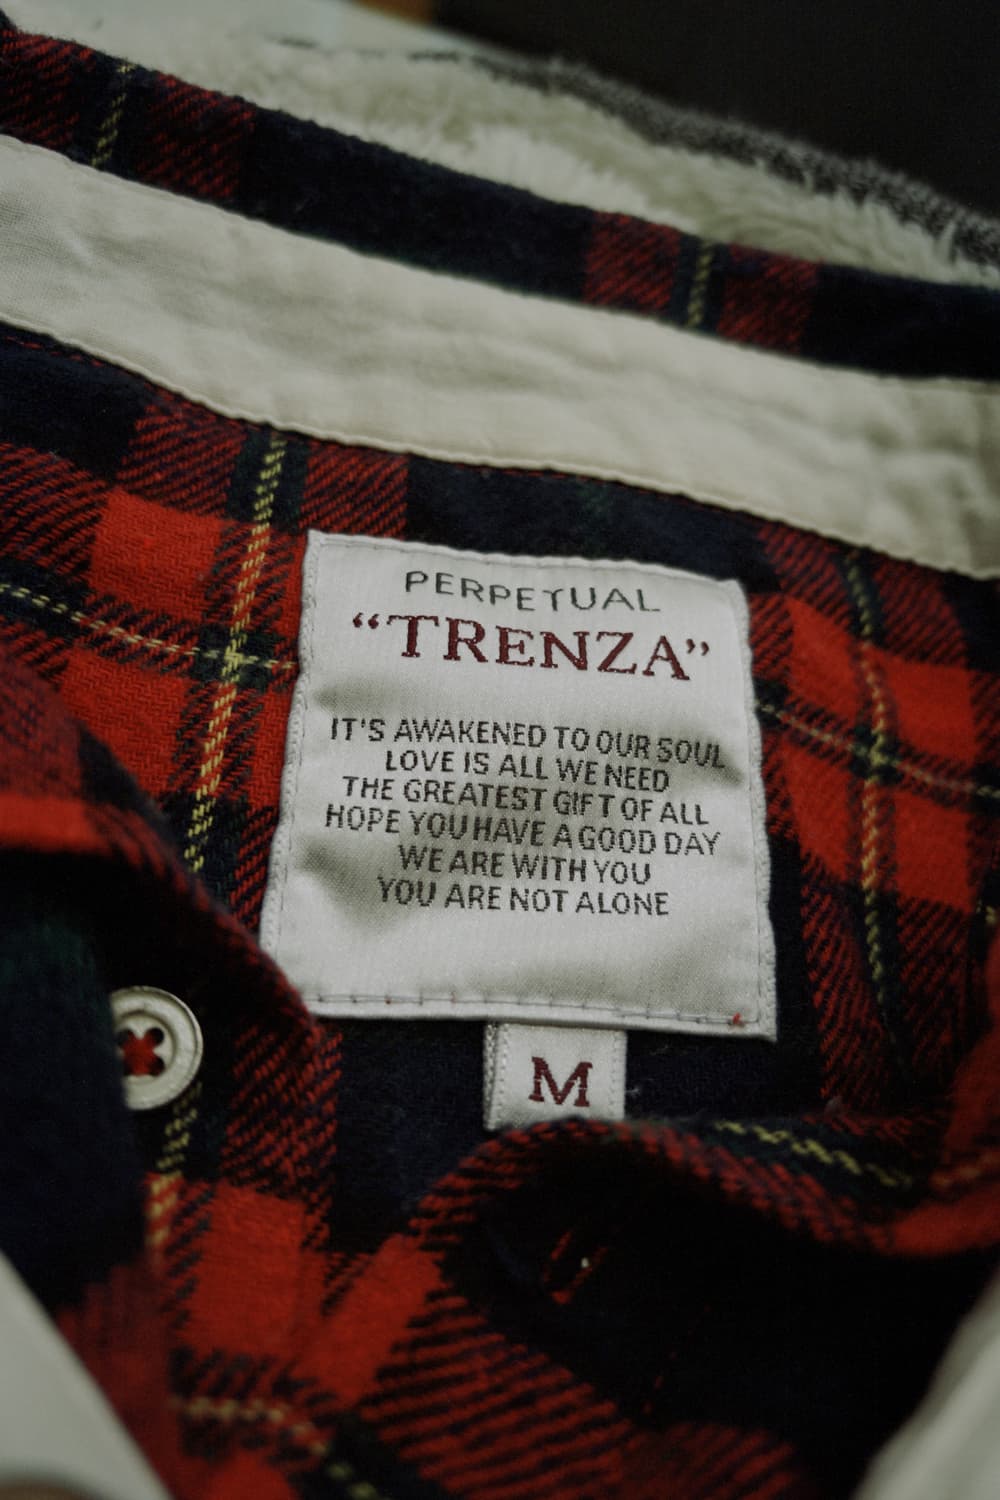 PERPETUAL
“TRENZA”
IT'S AWAKENED TO OUR SOUL
LOVE IS ALL WE NEED
THE GREATEST GIFT OF ALL
HOPE YOU HAVE A GOOD DAY
WE ARE WITH YOU
YOU ARE NOT ALONE
M